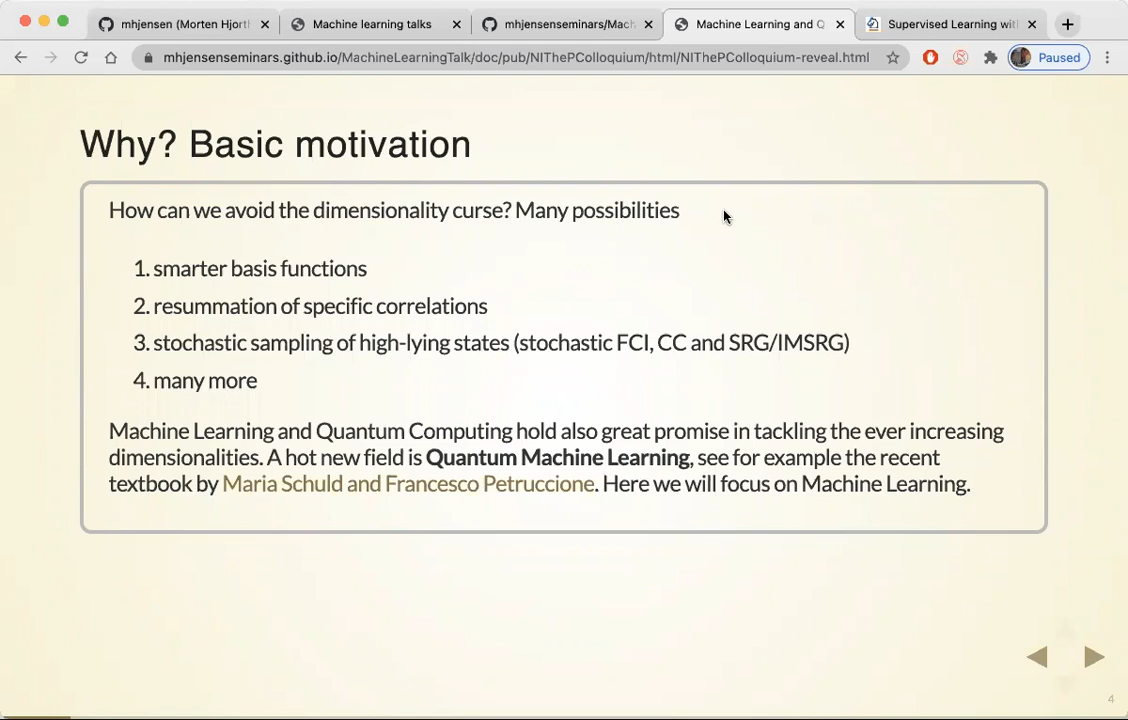 mhjensen (Morten Hjorth
Machine learning talks
mhjensenseminars/Mach
Machine Learning and Q
Supervised Learning wit
mhjensenseminars.github.io/MachineLearningTalk/doc/pub/NIThePColloquium/html/NIThePColloquium-reveal.html
Paused
Why? Basic motivation
How can we avoid the dimensionality curse? Many possibilities
1. smarter basis functions
2. resummation of specific correlations
3. stochastic sampling of high-lying states (stochastic FCI, CC and SRG/IMSRG)
4. many more
Machine Learning and Quantum Computing hold also great promise in tackling the ever increasing
dimensionalities. A hot new field is Quantum Machine Learning, see for example the recent
textbook by Maria Schuld and Francesco Petruccione. Here we will focus on Machine Learning.
4